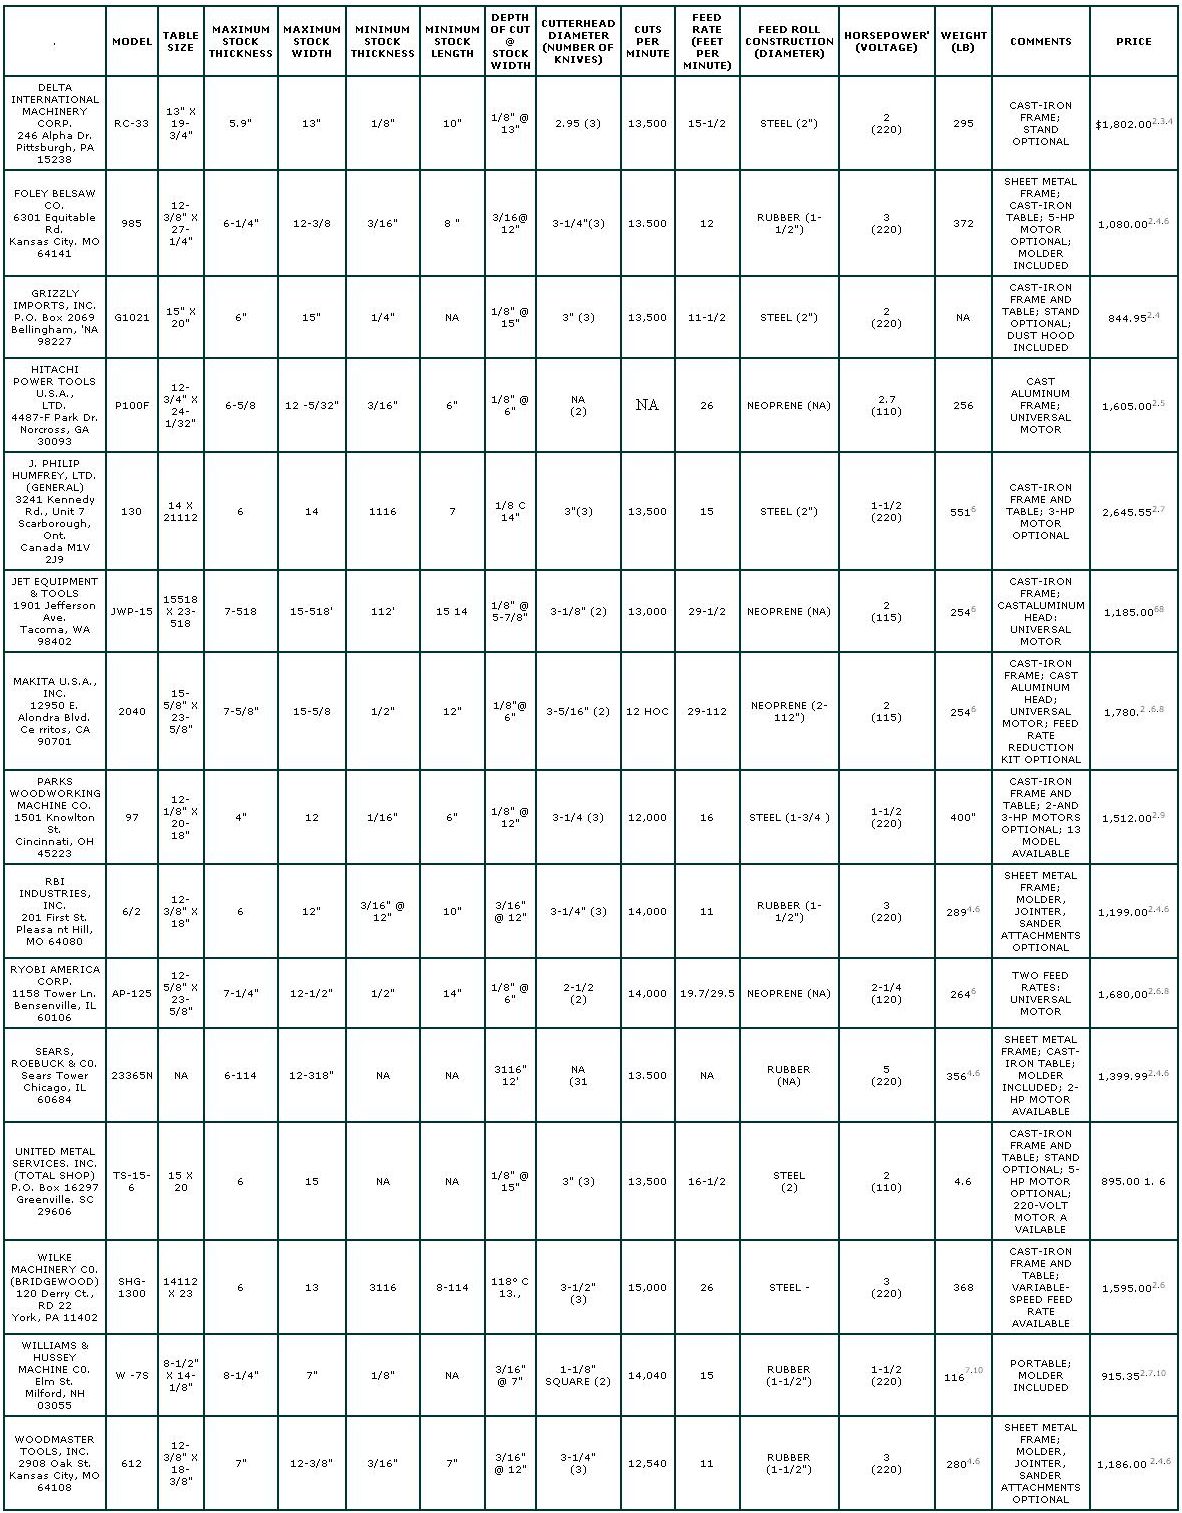 . MODEL TABLE SIZE MAXIMUM STOCK THICKNESS MAXIMUM STOCK WIDTH MINIMUM STOCK THICKNESS MINIMUM STOCK LENGTH DEPTH OF CUT @ STOCK WIDTH CUTTERHEAD DIAMETER (NUMBER OF KNIVES) CUTS PER MINUTE FEED RATE (FEET PER MINUTE) FEED ROLL CONSTRUCTION (DIAMETER) HORSEPOWER' (VOLTAGE) WEIGHT (LB) COMMENTS PRICE
DELTA INTERNATIONAL MACHINERY CORP. 246 Alpha Dr. Pittsburgh, PA 15238 RC-33 13" X 19-3/4" 5.9" 13" 1/8" 10" 1/8" @ 13" 2.95 (3) 13,500 15-1/2 STEEL (2") 2 (220) 295 CAST-IRON FRAME; STAND OPTIONAL $1,802.00 2.3.4
FOLEY BELSAW CO. 6301 Equitable Rd. Kansas City. MO 64141 985 12-3/8" X 27-1/4" 6-1/4" 12-3/8 3/16" 8 " 3/16@ 12" 3-1/4"(3) 13.500 12 RUBBER (1-1/2") 3 (220) 372 SHEET METAL FRAME; CAST-IRON TABLE; 5-HP MOTOR OPTIONAL; MOLDER INCLUDED 1,080.00 2.4.6
GRIZZLY IMPORTS, INC. P.O. Box 2069 Bellingham, 'NA 98227 G1021 15" X 20" 6" 15" 1/4" NA 1/8" @ 15" 3" (3) 13,500 11-1/2 STEEL (2") 2 (220) NA CAST-IRON FRAME AND TABLE; STAND OPTIONAL; DUST HOOD INCLUDED 844.95 2.4
HITACHI POWER TOOLS U.S.A., LTD. 4487-F Park Dr. Norcross, GA 30093 P100F 12-3/4" X 24-1/32" 6-5/8 12 -5/32" 3/16" 6" 1/8" @ 6" NA (2) NA 26 NEOPRENE (NA) 2.7 (110) 256 CAST ALUMINUM FRAME; UNIVERSAL MOTOR 1,605.00 2.5
J. PHILIP HUMFREY, LTD. (GENERAL) 3241 Kennedy Rd., Unit 7 Scarborough, Ont. Canada M1V 2J9 130 14 X 21112 6 14 1116 7 1/8 C 14" 3"(3) 13,500 15 STEEL (2") 1-1/2 (220) 551 6 CAST-IRON FRAME AND TABLE; 3-HP MOTOR OPTIONAL 2,645.55 2.7
JET EQUIPMENT & TOOLS 1901 Jefferson Ave. Tacoma, WA 98402 JWP-15 15518 X 23-518 7-518 15-518' 112' 15 14 1/8" @ 5-7/8" 3-1/8" (2) 13,000 29-1/2 NEOPRENE (NA) 2 (115) 254 6 CAST-IRON FRAME; CASTALUMINUM HEAD: UNIVERSAL MOTOR 1,185.00 68
MAKITA U.S.A., INC. 12950 E. Alondra Blvd. Ce rritos, CA 90701 2040 15-5/8" X 23-5/8" 7-5/8" 15-5/8 1/2" 12" 1/8"@ 6" 3-5/16" (2) 12 HOC 29-112 NEOPRENE (2-112") 2 (115) 254 6 CAST-IRON FRAME; CAST ALUMINUM HEAD; UNIVERSAL MOTOR; FEED RATE REDUCTION KIT OPTIONAL 1,780. 2 .6.8
PARKS WOODWORKING MACHINE CO. 1501 Knowlton St. Cincinnati, OH 45223 97 12-1/8" X 20-18" 4" 12 1/16" 6" 1/8" @ 12" 3-1/4 (3) 12,000 16 STEEL (1-3/4 ) 1-1/2 (220) 400" CAST-IRON FRAME AND TABLE; 2-AND 3-HP MOTORS OPTIONAL; 13 MODEL AVAILABLE 1,512.00 2.9
RBI INDUSTRIES, INC. 201 First St. Pleasa nt Hill, MO 64080 6/2 12-3/8" X 18" 6 12" 3/16" @ 12" 10" 3/16" @ 12" 3-1/4" (3) 14,000 11 RUBBER (1-1/2") 3 (220) 289 4.6 SHEET METAL FRAME; MOLDER, JOINTER, SANDER ATTACHMENTS OPTIONAL 1,199.00 2.4.6
RYOBI AMERICA CORP. 1158 Tower Ln. Bensenville, IL 60106 AP-125 12-5/8" X 23-5/8" 7-1/4" 12-1/2" 1/2" 14" 1/8" @ 6" 2-1/2 (2) 14,000 19.7/29.5 NEOPRENE (NA) 2-1/4 (120) 264 6 TWO FEED RATES: UNIVERSAL MOTOR 1,680,00 2.6.8
SEARS, ROEBUCK & C0. Sears Tower Chicago, IL 60684 23365N NA 6-114 12-318" NA NA 3116" 12' NA (31 13.500 NA RUBBER (NA) 5 (220) 356 4.6 SHEET METAL FRAME; CAST-IRON TABLE; MOLDER INCLUDED; 2-HP MOTOR AVAILABLE 1,399.99 2.4.6
UNITED METAL SERVICES. INC. (TOTAL SHOP) P.O. Box 16297 Greenville. SC 29606 TS-15-6 15 X 20 6 15 NA NA 1/8" @ 15" 3" (3) 13,500 16-1/2 STEEL (2) 2 (110) 4.6 CAST-IRON FRAME AND TABLE; STAND OPTIONAL; 5-HP MOTOR OPTIONAL; 220-VOLT MOTOR A VAILABLE 895.00 1. 6
WILKE MACHINERY CO. (BRIDGEWOOD) 120 Derry Ct., RD 22 York, PA 11402 SHG-1300 14112 X 23 6 13 3116 8-114 118° C 13., 3-1/2" (3) 15,000 26 STEEL - 3 (220) 368 CAST-IRON FRAME AND TABLE; VARIABLE-SPEED FEED RATE AVAILABLE 1,595.00 2.6
WILLIAMS & HUSSEY MACHINE CO. Elm St. Milford, NH 03055 W -7S 8-1/2" X 14-1/8" 8-1/4" 7" 1/8" NA 3/16" @ 7" 1-1/8" SQUARE (2) 14,040 15 RUBBER (1-1/2") 1-1/2 (220) 116 7.10 PORTABLE; MOLDER INCLUDED 915.35 2.7.10
WOODMASTER TOOLS, INC. 2908 Oak St. Kansas City, MO 64108 612 12-3/8" X 18-3/8" 7" 12-3/8" 3/16" 7" 3/16" @ 12" 3-1/4" (3) 12,540 11 RUBBER (1-1/2") 3 (220) 280 4.6 SHEET METAL FRAME; MOLDER, JOINTER, SANDER ATTACHMENTS OPTIONAL 1,186.00 2.4.6